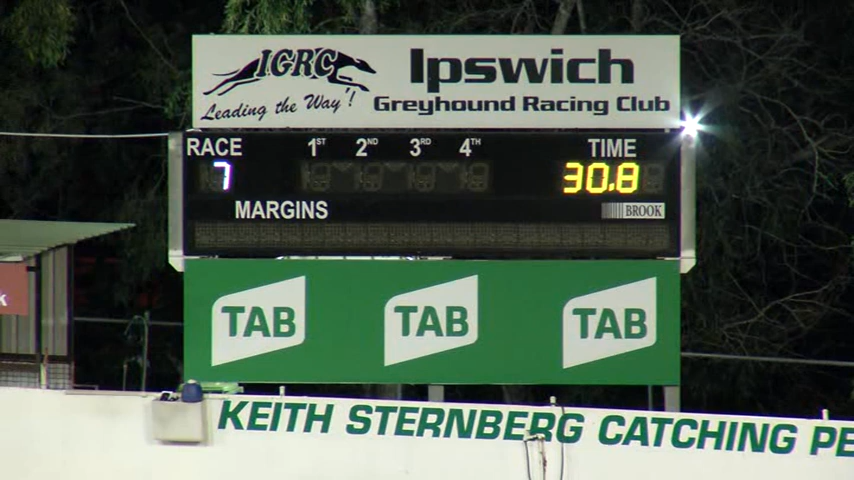 IGRC
Leading the Way'!
Ipswich
Greyhound Racing Club
RACE 1ST 2ND 3RD 4TH TIME
7 30.8
MARGINS BROOK
TAB TAB TAB
k
KEITH STERNBERG CATCHING PE